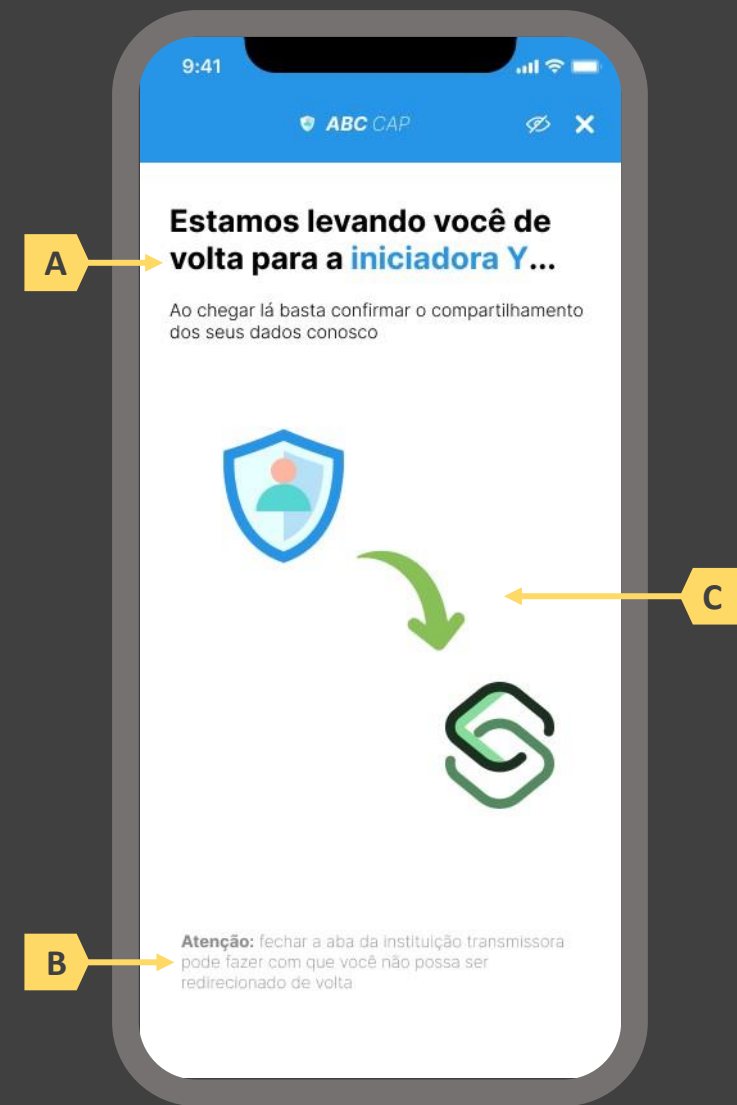 9:41
ABC CAP
Estamos levando você de
volta para a iniciadora Y...
A
Ao chegar lá basta confirmar o compartilhamento
dos seus dados conosco
C
Atenção: fechar a aba da instituição transmissora
B
pode fazer com que você não possa ser
redirecionado de volta